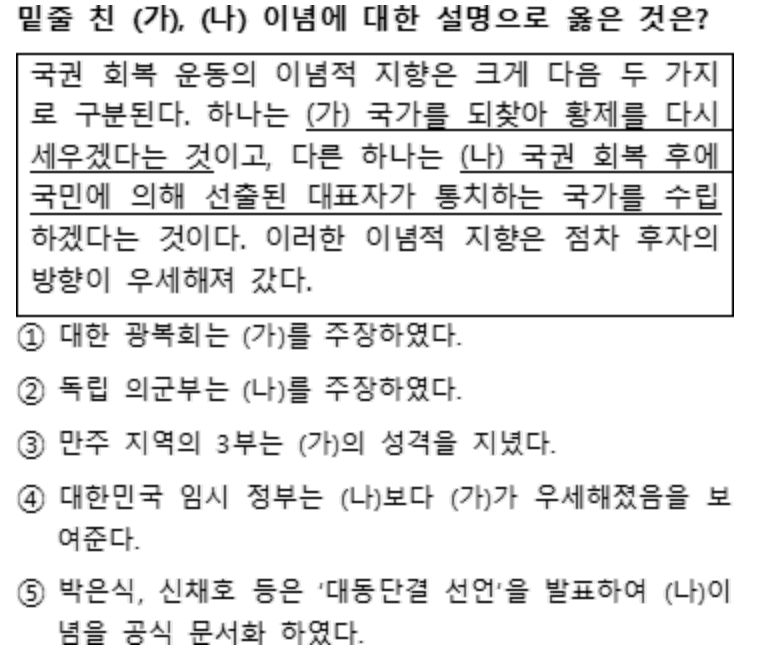 밑줄 친 (가), (나) 이념에 대한 설명으로 옳은 것은?
국권 회복 운동의 이념적 지향은 크게 다음 두 가지
로 구분된다. 하나는 (가) 국가를 되찾아 황제를 다시
세우겠다는 것이고, 다른 하나는 (나) 국권 회복 후에
국민에 의해 선출된 대표자가 통치하는 국가를 수립
하겠다는 것이다. 이러한 이념적 지향은 점차 후자의
방향이 우세해져 갔다.
① 대한 광복회는 (가)를 주장하였다.
② 독립 의군부는 (나)를 주장하였다.
③ 만주 지역의 3부는 (가)의 성격을 지녔다.
④ 대한민국 임시 정부는 (나)보다 (가)가 우세해졌음을 보
여준다.
⑤ 박은식, 신채호 등은 ‘대동단결 선언‘을 발표하여 (나)이
념을 공식 문서화 하였다.